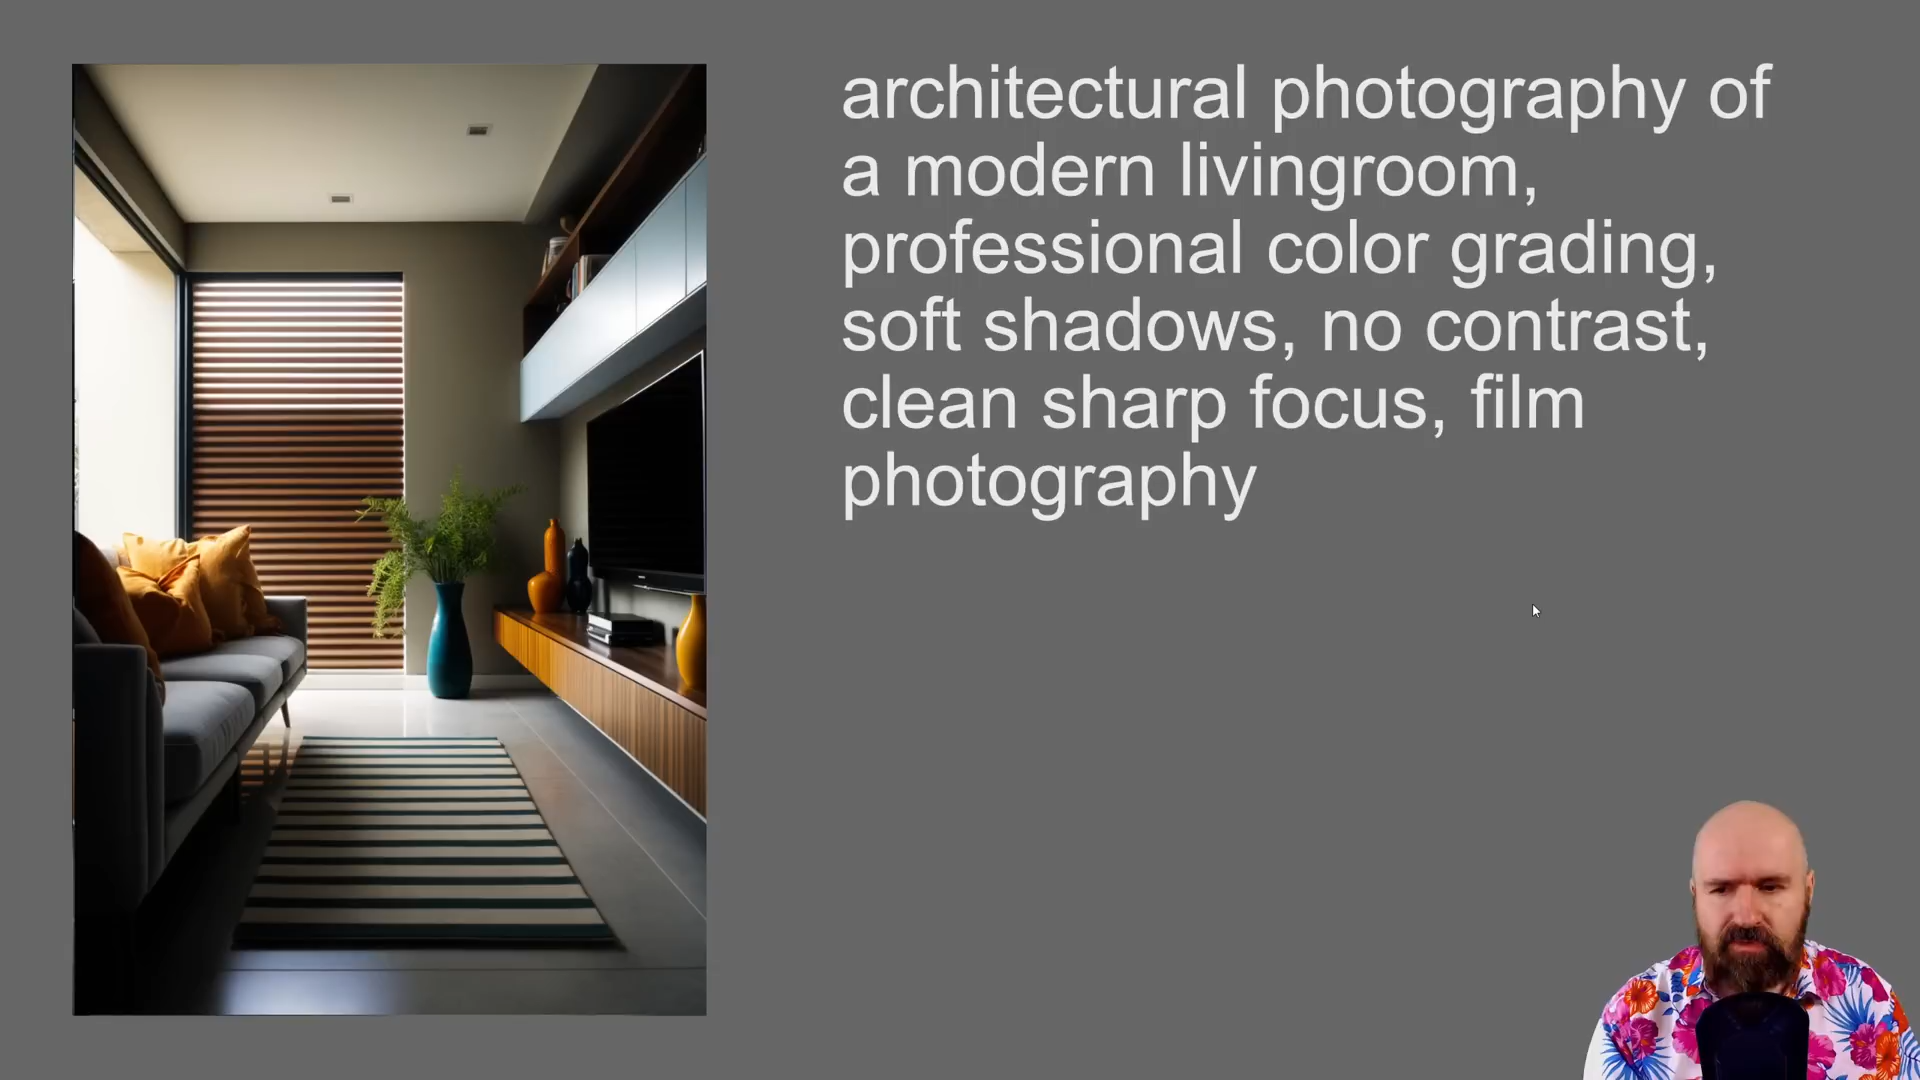 architectural photography of
a modern livingroom,
professional color grading,
soft shadows, no contrast,
clean sharp focus, film
photography